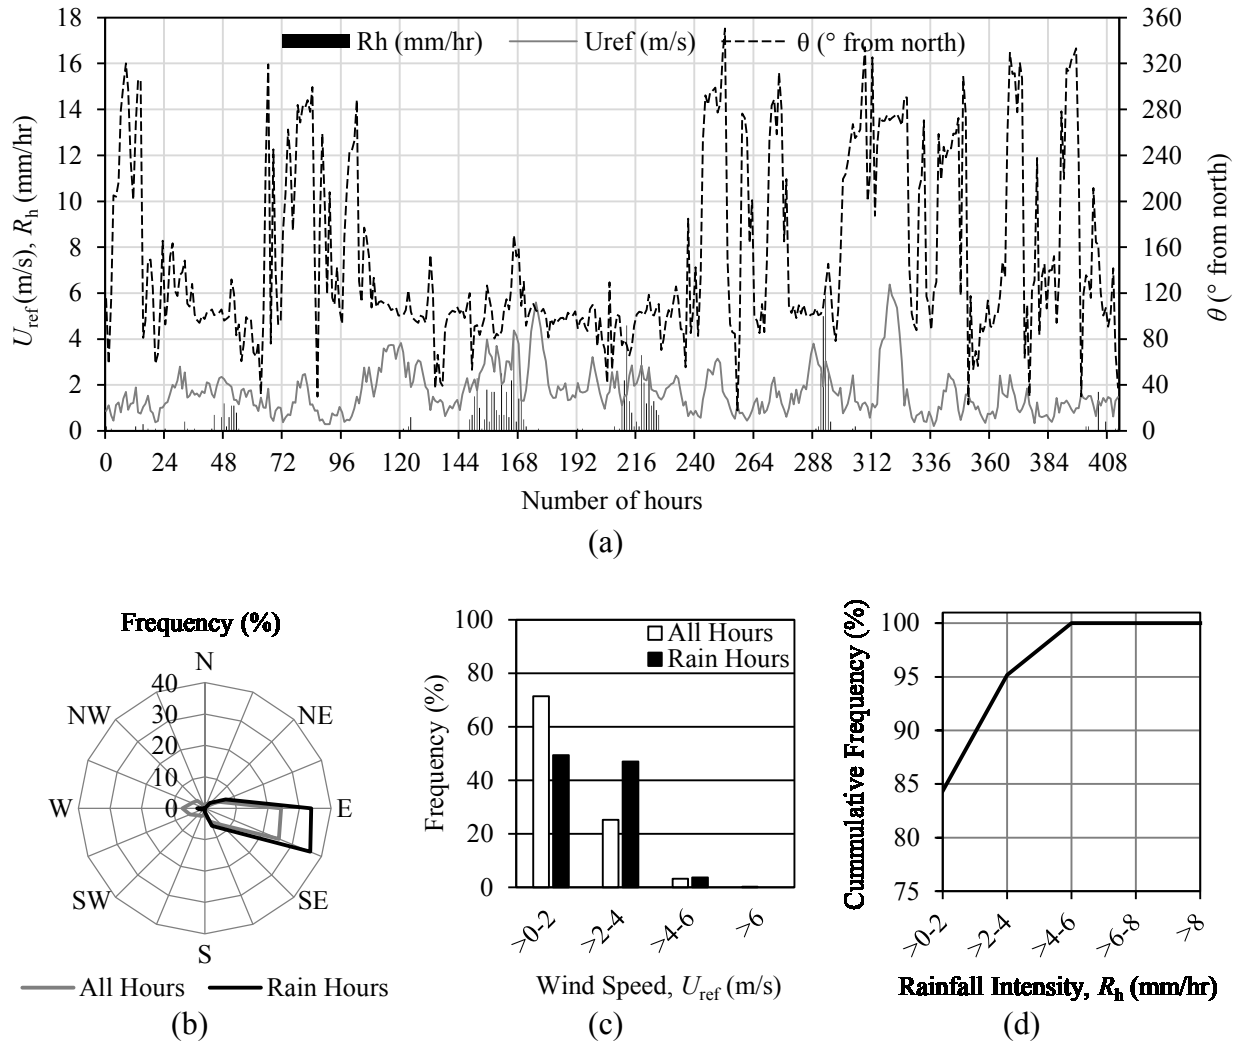 Rh (mm/hr) Uref (m/s) θ (° from north)
18 16 14 12 10 8 6 4 2 0
360 320 280 240 200 160 120 80 40 0
Uref (m/s), Rh (mm/hr)
θ (° from north)
0 24 48 72 96 120 144 168 192 216 240 264 288 312 336 360 384 408
Number of hours
(a)
Frequency (%)
N
NE
E
SE
S
SW
W
NW
40
30
20
10
0
All Hours Rain Hours
(b)
100
80
60
40
20
0
Frequency (%)
All Hours
Rain Hours
>0-2 >2-4 >4-6 >6
Wind Speed, Uref (m/s)
(c)
100
95
90
85
80
75
Cummulative Frequency (%)
>0-2 >2-4 >4-6 >6-8 >8
Rainfall Intensity, Rh (mm/hr)
(d)